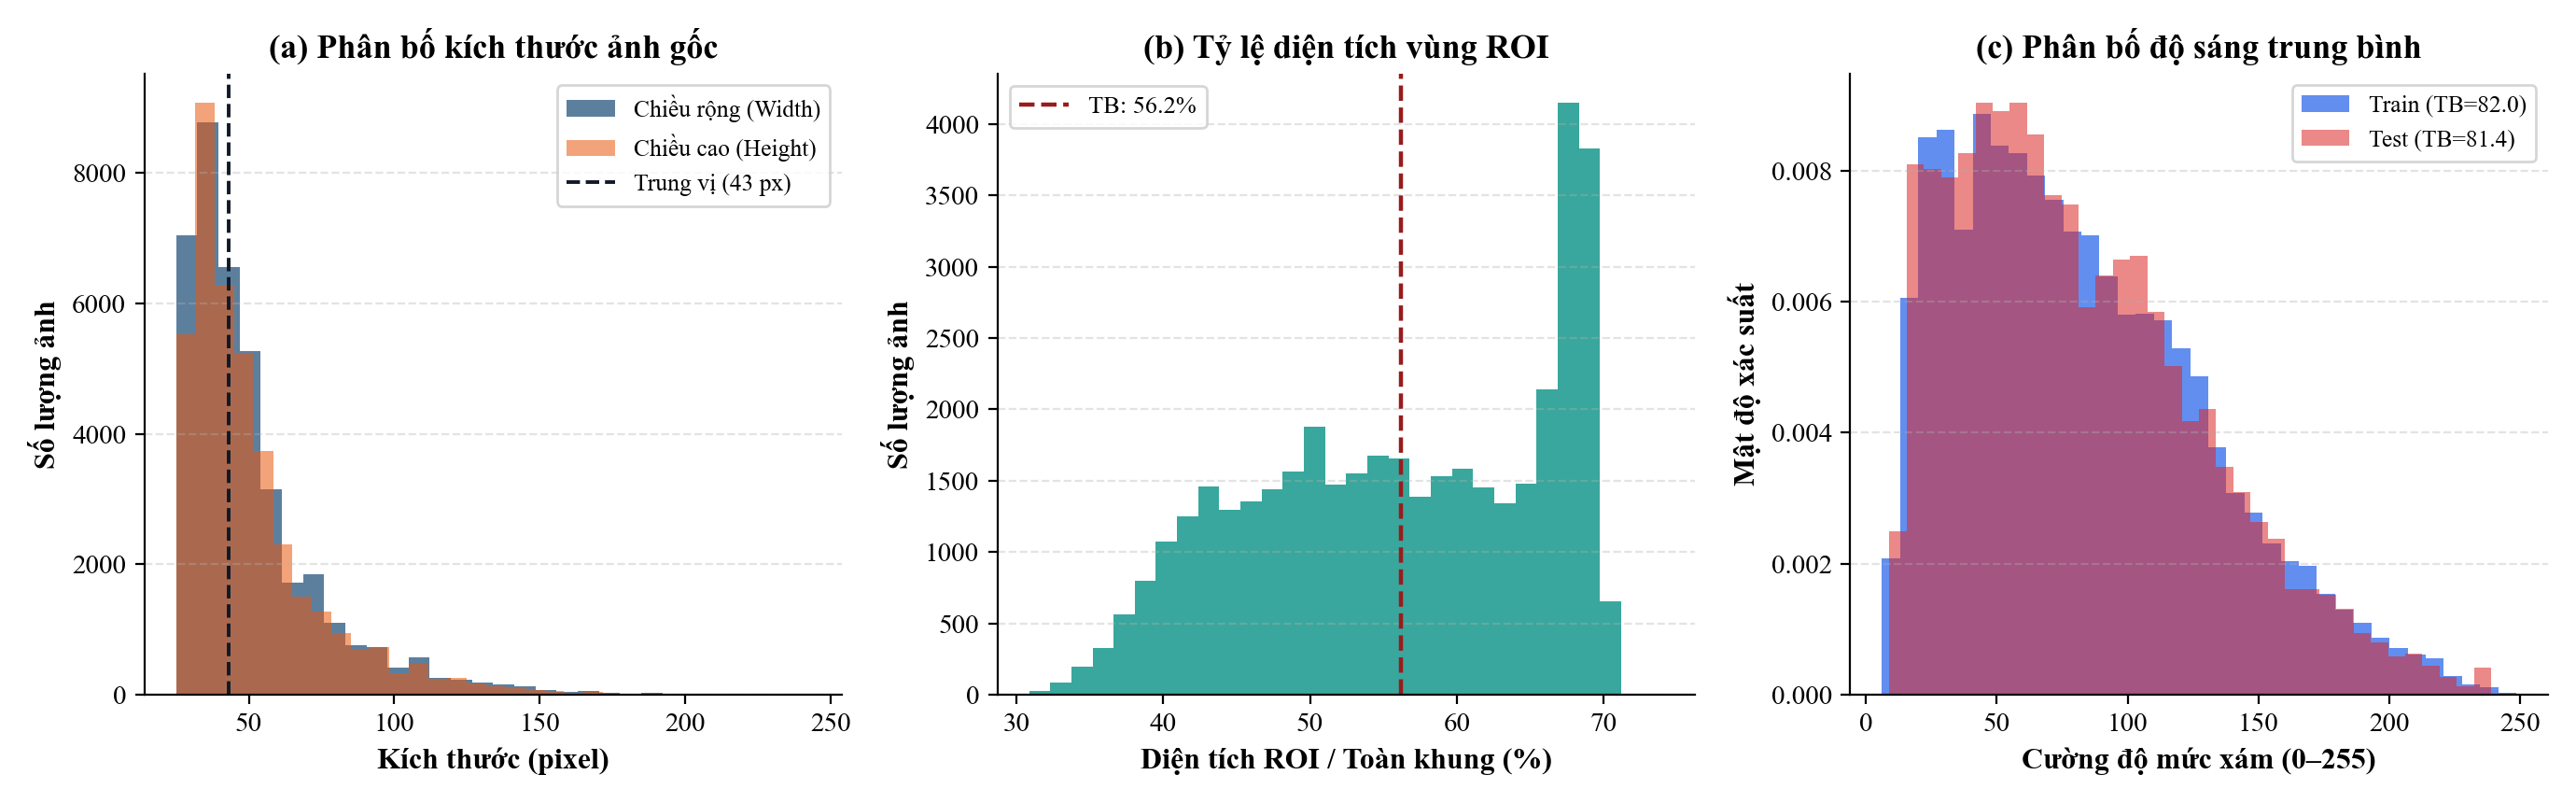 (a) Phân bố kích thước ảnh gốc
Chiều rộng (Width)
Chiều cao (Height)
Trung vị (43 px)
Số lượng ảnh
8000
6000
4000
2000
0
50
100
150
200
250
Kích thước (pixel)
(b) Tỷ lệ diện tích vùng ROI
TB: 56.2%
Số lượng ảnh
4000
3500
3000
2500
2000
1500
1000
500
0
30
40
50
60
70
Diện tích ROI / Toàn khung (%)
(c) Phân bố độ sáng trung bình
Train (TB=82.0)
Test (TB=81.4)
Mật độ xác suất
0.008
0.006
0.004
0.002
0.000
0
50
100
150
200
250
Cường độ mức xám (0–255)